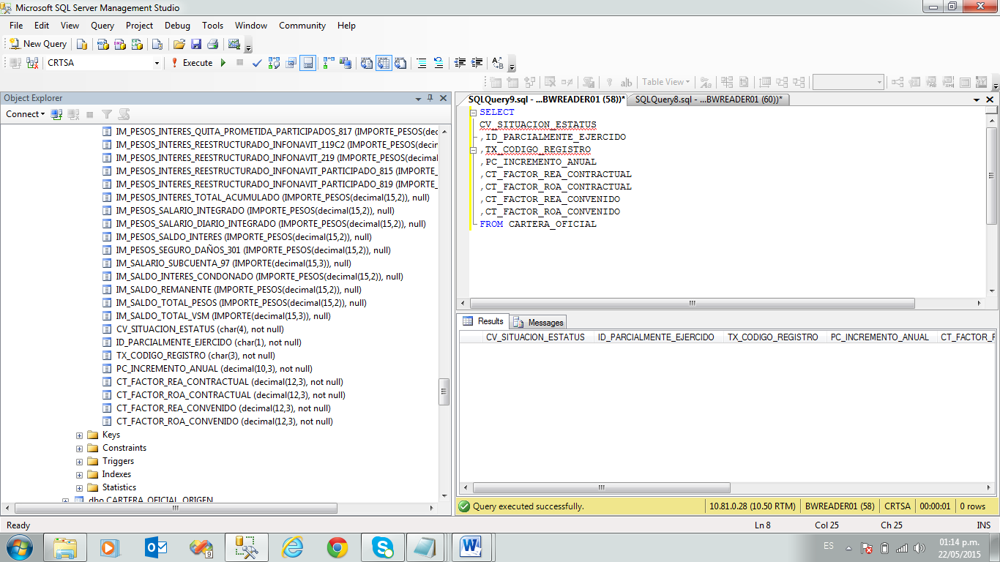 Microsoft SQL Server Management Studio
File Edit View Query Project Debug Tools Window Community Help
New Query
CRTSA Execute
Table View
Object Explorer
Connect
IM_PESOS_INTERES_QUITA_PROMETIDA_PARTICIPADOS_817 (IMPORTE_PESOS(dec
IM_PESOS_INTERES_REESTRUCTURADO_INFONAVIT_119C2 (IMPORTE_PESOS(decin
IM_PESOS_INTERES_REESTRUCTURADO_INFONAVIT_219 (IMPORTE_PESOS(decimal
IM_PESOS_INTERES_REESTRUCTURADO_INFONAVIT_PARTICIPADO_815 (IMPORTE_
IM_PESOS_INTERES_REESTRUCTURADO_INFONAVIT_PARTICIPADO_819 (IMPORTE_
IM_PESOS_INTERES_TOTAL_ACUMULADO (IMPORTE_PESOS(decimal(15,2)), null)
IM_PESOS_SALARIO_INTEGRADO (IMPORTE_PESOS(decimal(15,2)), null)
IM_PESOS_SALARIO_DIARIO_INTEGRADO (IMPORTE_PESOS(decimal(15,2)), null)
IM_PESOS_SALDO_INTERES (IMPORTE_PESOS(decimal(15,2)), null)
IM_PESOS_SEGURO_DAÑOS_301 (IMPORTE_PESOS(decimal(15,2)), null)
IM_SALARIO_SUBCUENTA_97 (IMPORTE(decimal(15,3)), null)
IM_SALDO_INTERES_CONDONADO (IMPORTE_PESOS(decimal(15,2)), null)
IM_SALDO_REMANENTE (IMPORTE_PESOS(decimal(15,2)), null)
IM_SALDO_TOTAL_PESOS (IMPORTE_PESOS(decimal(15,2)), null)
IM_SALDO_TOTAL_VSM (IMPORTE(decimal(15,3)), null)
CV_SITUACION_ESTATUS (char(4), not null)
ID_PARCIALMENTE_EJERCIDO (char(1), not null)
TX_CODIGO_REGISTRO (char(3), not null)
PC_INCREMENTO_ANUAL (decimal(10,3), not null)
CT_FACTOR_REA_CONTRACTUAL (decimal(12,3), not null)
CT_FACTOR_ROA_CONTRACTUAL (decimal(12,3), not null)
CT_FACTOR_REA_CONVENIDO (decimal(12,3), not null)
CT_FACTOR_ROA_CONVENIDO (decimal(12,3), not null)
Keys
Constraints
Triggers
Indexes
Statistics
dbo.CARTERA_OFICIAL_ORIGEN
SQLQuery9.sql - ...BWREADER01 (58))* SQLQuery8.sql - ...BWREADER01 (60))*
SELECT
CV_SITUACION_ESTATUS
,ID_PARCIALMENTE_EJERCIDO
,TX_CODIGO_REGISTRO
,PC_INCREMENTO_ANUAL
,CT_FACTOR_REA_CONTRACTUAL
,CT_FACTOR_ROA_CONTRACTUAL
,CT_FACTOR_REA_CONVENIDO
,CT_FACTOR_ROA_CONVENIDO
FROM CARTERA_OFICIAL
Results Messages
CV_SITUACION_ESTATUS ID_PARCIALMENTE_EJERCIDO TX_CODIGO_REGISTRO PC_INCREMENTO_ANUAL CT_FACTOR_R
Query executed successfully. 10.81.0.28 (10.50 RTM) BWREADER01 (58) CRTSA 00:00:01 0 rows
Ready Ln 8 Col 25 Ch 25 INS
ES 01:14 p.m.
22/05/2015